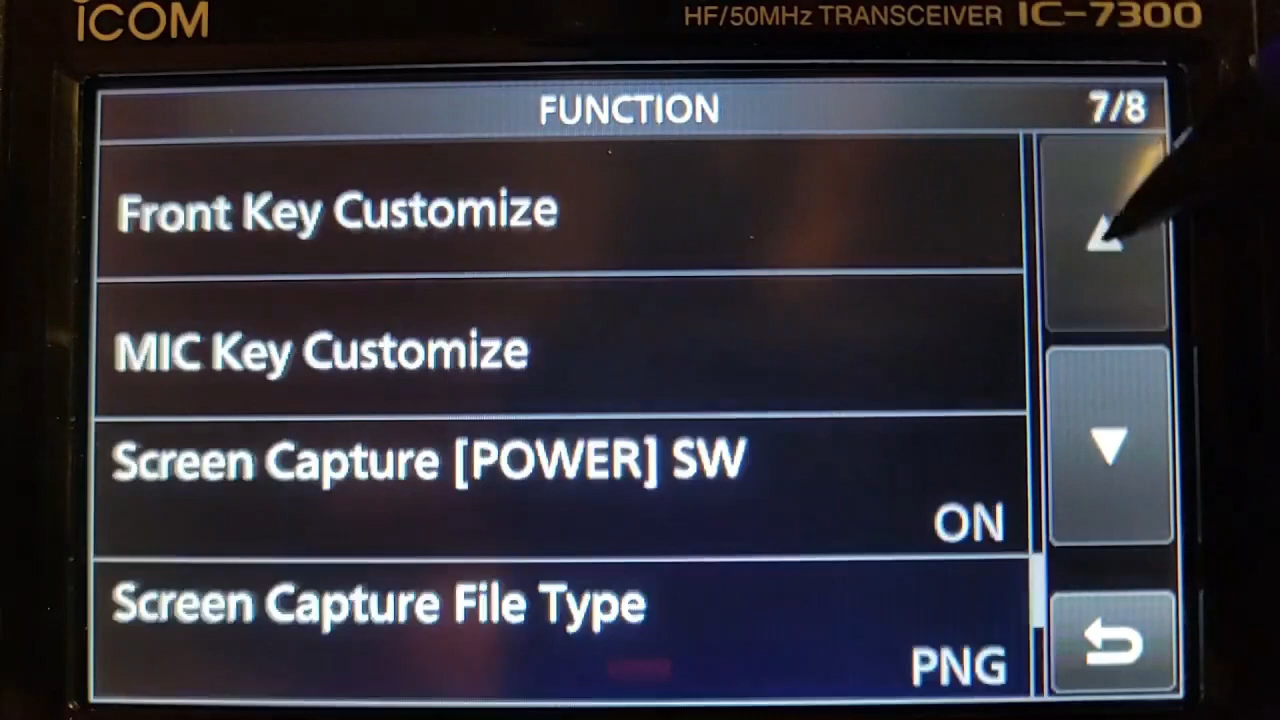 ICOM
HF/50MHz TRANSCEIVER IC-7300
FUNCTION 7/8
Front Key Customize
MIC Key Customize
Screen Capture [POWER] SW
ON
Screen Capture File Type
PNG